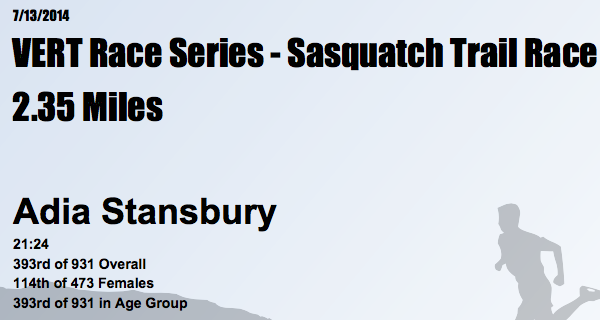 7/13/2014
VERT Race Series - Sasquatch Trail Race
2.35 Miles
Adia Stansbury
21:24
393rd of 931 Overall
114th of 473 Females
393rd of 931 in Age Group